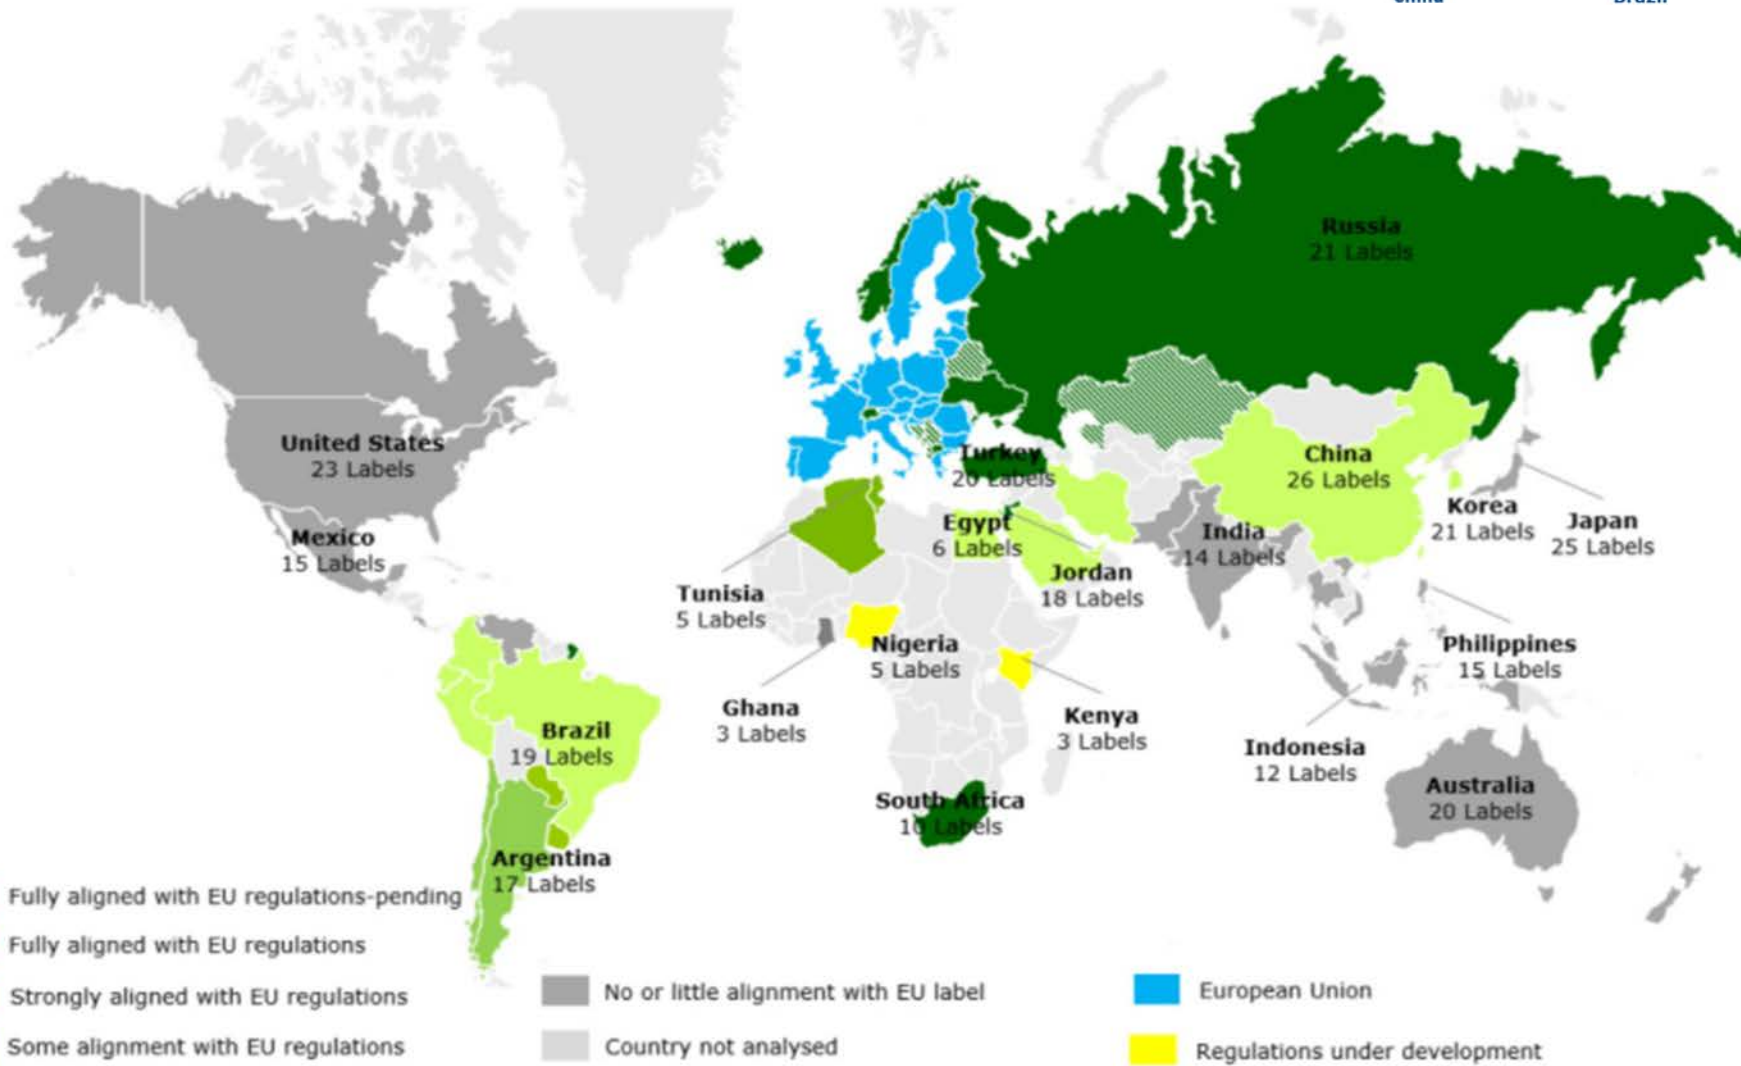 United States
23 Labels
Mexico
15 Labels
Brazil
19 Labels
Argentina
17 Labels
Russia
21 Labels
Turkey
20 Labels
Egypt
6 Labels
Jordan
18 Labels
Tunisia
5 Labels
Nigeria
5 Labels
Ghana
3 Labels
Kenya
3 Labels
South Africa
10 Labels
China
26 Labels
India
14 Labels
Korea
21 Labels
Japan
25 Labels
Philippines
15 Labels
Indonesia
12 Labels
Australia
20 Labels
Fully aligned with EU regulations-pending
Fully aligned with EU regulations
Strongly aligned with EU regulations
Some alignment with EU regulations
No or little alignment with EU label
Country not analysed
European Union
Regulations under development